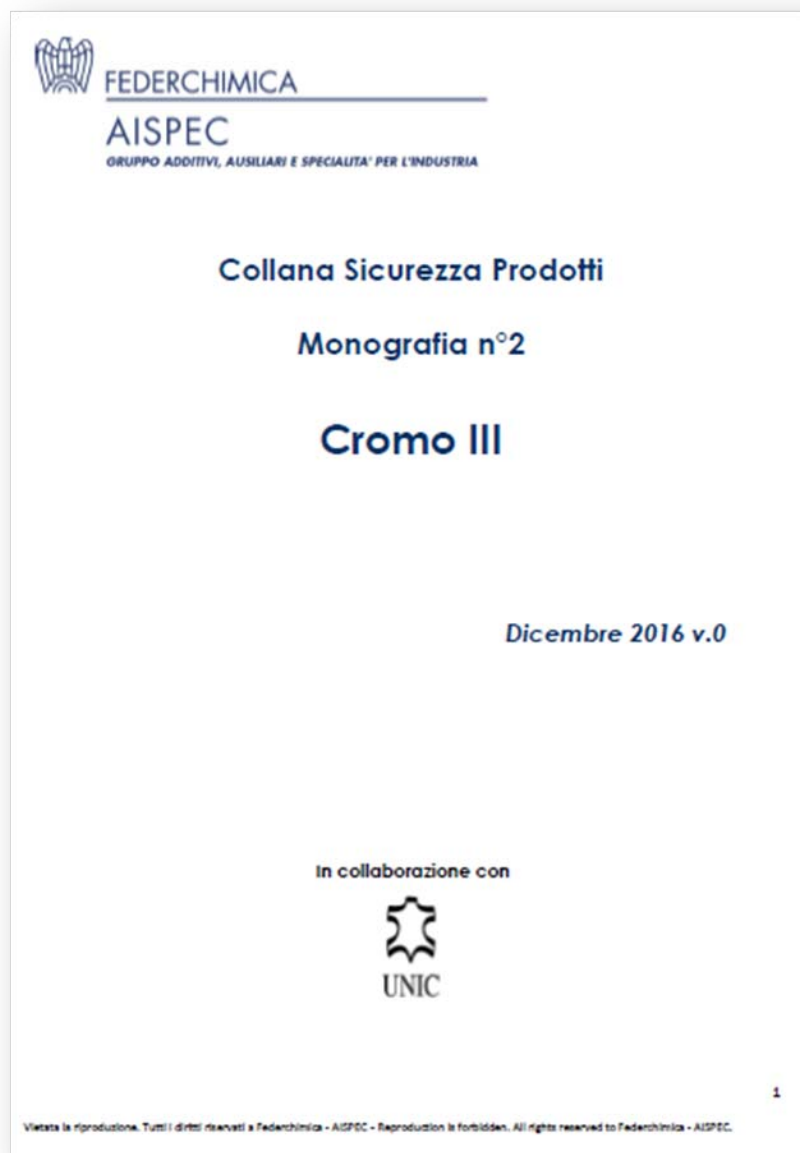 FEDERCHIMICA
AISPEC
GRUPPO ADDITIVI, AUSILIARI E SPECIALITA' PER L'INDUSTRIA
Collana Sicurezza Prodotti
Monografia n°2
Cromo III
Dicembre 2016 v.0
In collaborazione con
UNIC
1
Vietata la riproduzione. Tutti i diritti riservati a Federchimica - AISPEC - Reproduction is forbidden. All rights reserved to Federchimica - AISPEC.